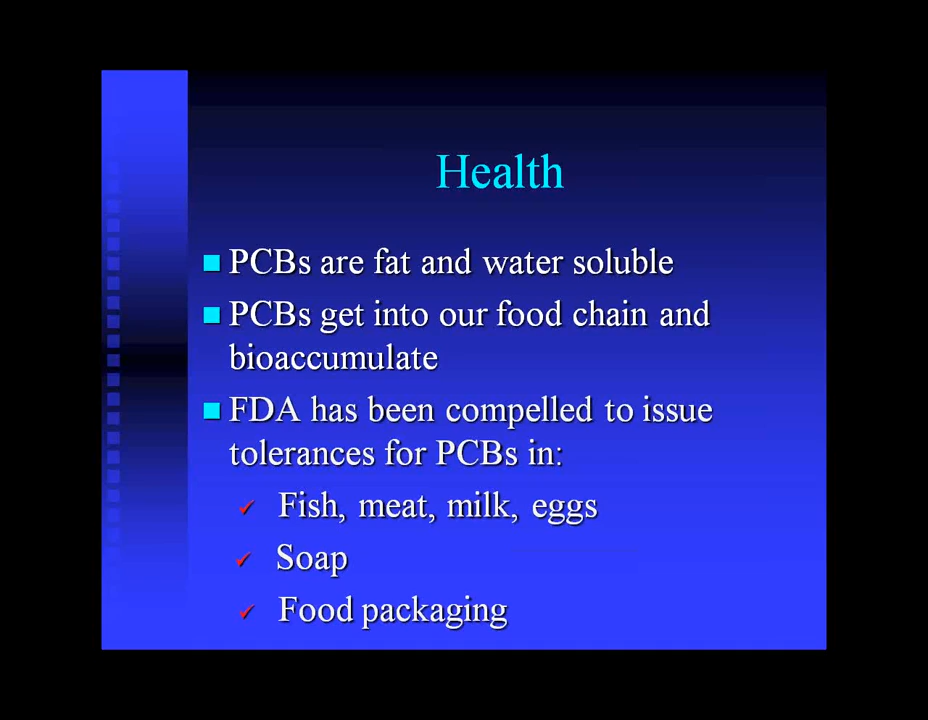 Health
PCBs are fat and water soluble
PCBs get into our food chain and
bioaccumulate
FDA has been compelled to issue
tolerances for PCBs in:
Fish, meat, milk, eggs
Soap
Food packaging